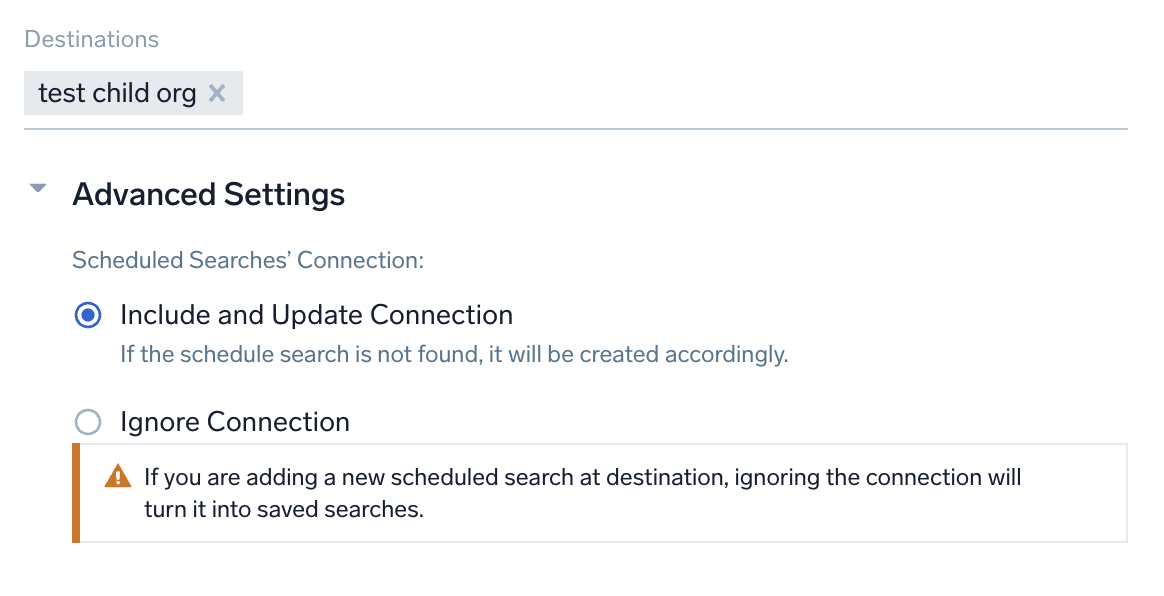 Destinations
test child org
Advanced Settings
Scheduled Searches’ Connection:
Include and Update Connection
If the schedule search is not found, it will be created accordingly.
Ignore Connection
If you are adding a new scheduled search at destination, ignoring the connection will
turn it into saved searches.